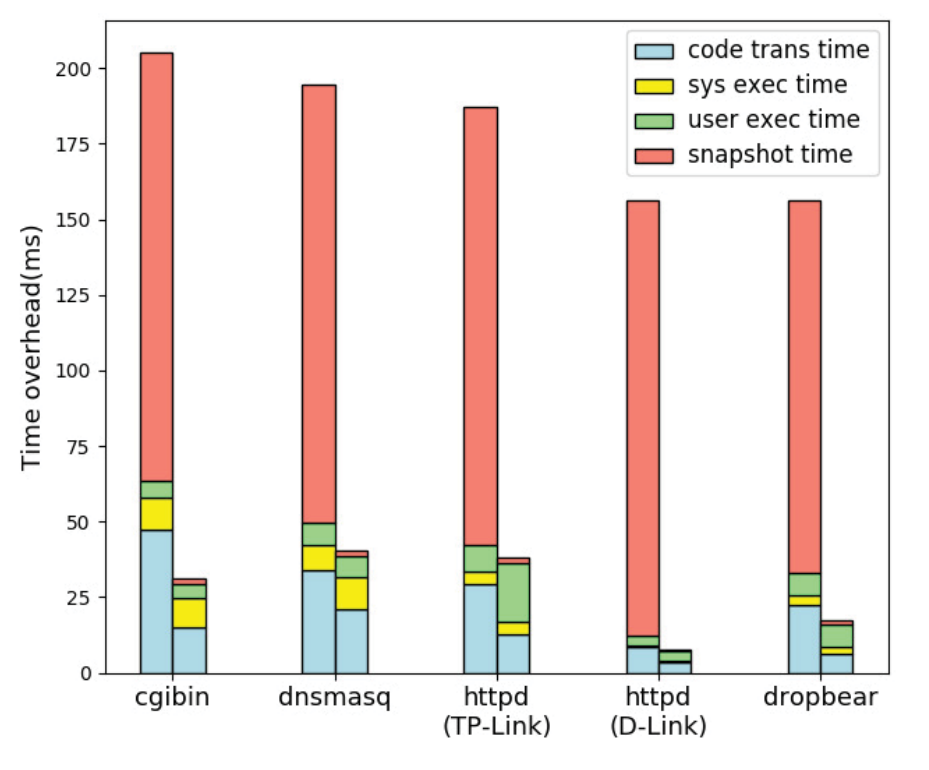 code trans time
sys exec time
user exec time
snapshot time
Time overhead(ms)
200
175
150
125
100
75
50
25
0
cgibin
dnsmasq
httpd
(TP-Link)
httpd
(D-Link)
dropbear